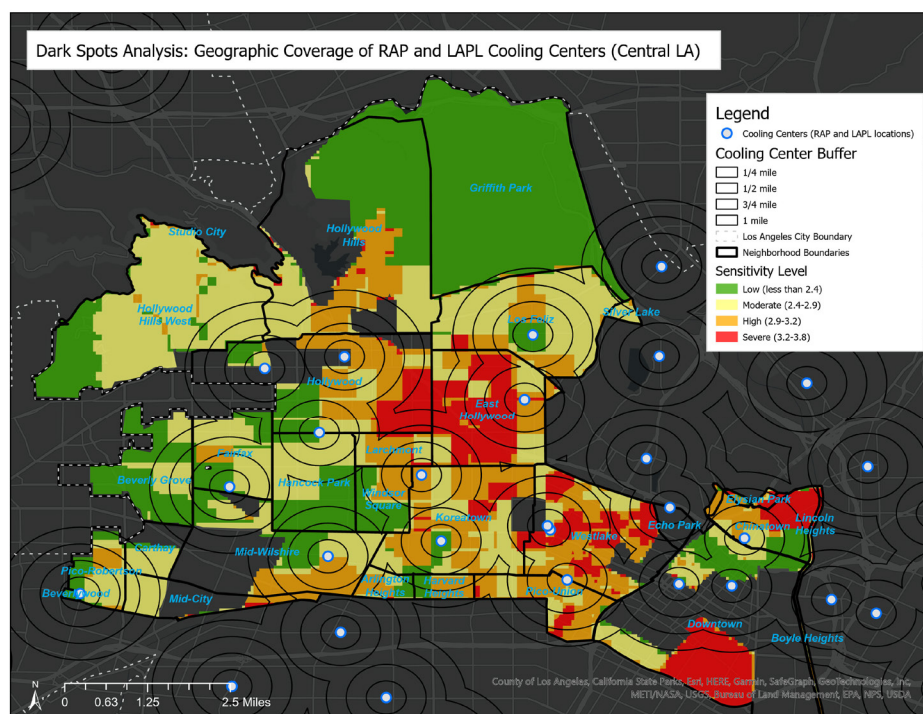 Dark Spots Analysis: Geographic Coverage of RAP and LAPL Cooling Centers (Central LA)
Legend
Cooling Centers (RAP and LAPL locations)
Cooling Center Buffer
1/4 mile
1/2 mile
3/4 mile
1 mile
Los Angeles City Boundary
Neighborhood Boundaries
Sensitivity Level
Low (less than 2.4)
Moderate (2.4-2.9)
High (2.9-3.2)
Severe (3.2-3.8)
Griffith Park
Studio City
Hollywood
Hills
Hollywood
Hills West
Silver Lake
Los Feliz
Hollywood
East
Hollywood
Larchmont
Fairfax
Beverly Grove
Hancock Park
Windsor
Square
Koreatown
Elysian Park
Lincoln
Heights
Echo Park
Chinatown
Westlake
Carthay
Mid-Wilshire
Pico-Robertson
Beverlywood
Mid-City
Arlington
Heights
Harvard
Heights
Pico-Union
Downtown
Boyle Heights
N
0 0.63 1.25 2.5 Miles
County of Los Angeles, California State Parks, Esri, HERE, Garmin, SafeGraph, GeoTechnologies, Inc,
METI/NASA, USGS, Bureau of Land Management, EPA, NPS, USDA